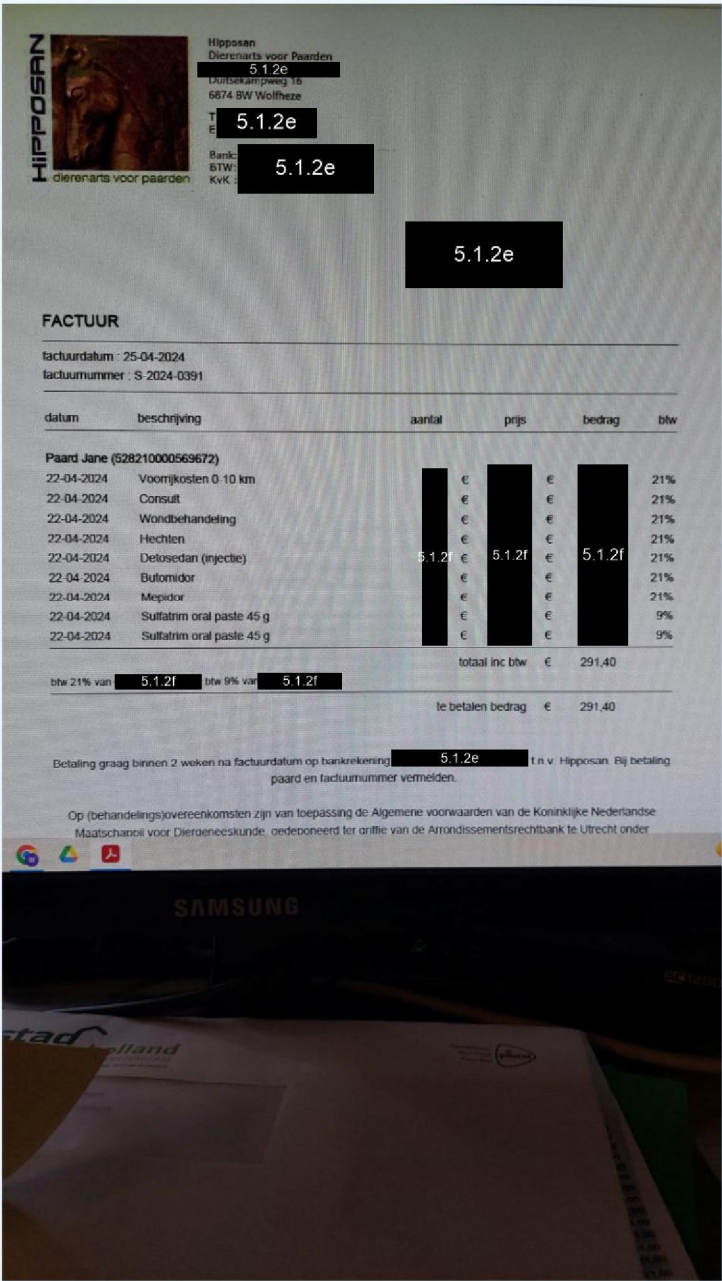 HIPPOSAN
dierenarts voor paarden
Hipposan
Dierenarts voor Paarden
5.1.2e
Duitsekampweg 16
6874 BW Wolfheze
T 5.1.2e
E
Bank: 5.1.2e
BTW:
KvK :
5.1.2e
FACTUUR
factuurdatum : 25-04-2024
factuurnummer : S-2024-0391
datum beschrijving aantal prijs bedrag btw
Paard Jane (528210000569672)
22-04-2024 Voorrijkosten 0-10 km € € 21%
22-04-2024 Consult € € 21%
22-04-2024 Wondbehandeling € € 21%
22-04-2024 Hechten € € 21%
22-04-2024 Detosedan (injectie) 5.1.2f € 5.1.2f € 5.1.2f 21%
22-04-2024 Butomidor € € 21%
22-04-2024 Mepidor € € 21%
22-04-2024 Sulfatrim oral paste 45 g € € 9%
22-04-2024 Sulfatrim oral paste 45 g € € 9%
totaal inc btw € 291,40
btw 21% van 5.1.2f btw 9% van 5.1.2f
te betalen bedrag € 291,40
Betaling graag binnen 2 weken na factuurdatum op bankrekening 5.1.2e t.n.v. Hipposan. Bij betaling
paard en factuurnummer vermelden.
Op (behandelings)overeenkomsten zijn van toepassing de Algemene voorwaarden van de Koninklijke Nederlandse
Maatschappij voor Diergeneeskunde, gedeponeerd ter griffie van de Arrondissementsrechtbank te Utrecht onder
SAMSUNG
stad
holland